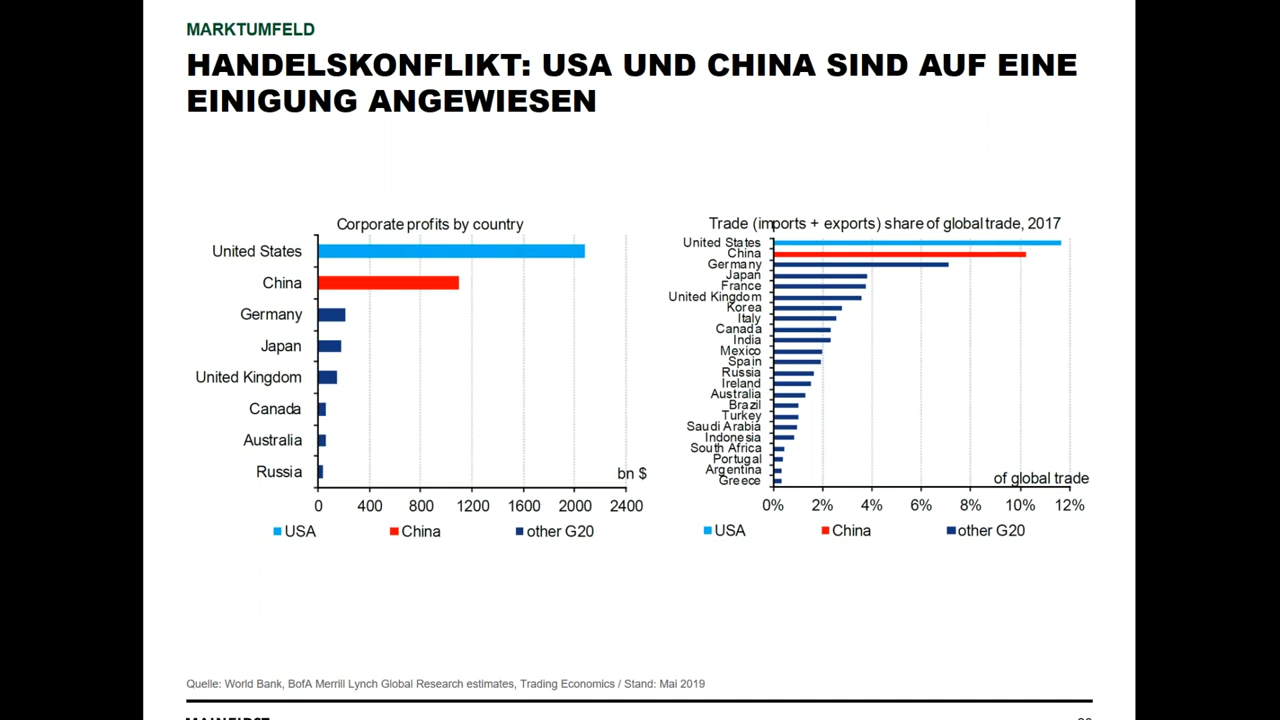 MARKTUMFELD
HANDELSKONFLIKT: USA UND CHINA SIND AUF EINE
EINIGUNG ANGEWIESEN
Corporate profits by country
United States
China
Germany
Japan
United Kingdom
Canada
Australia
Russia
bn $
0 400 800 1200 1600 2000 2400
USA China other G20
Trade (imports + exports) share of global trade, 2017
United States
China
Germany
Japan
France
United Kingdom
Korea
Italy
Canada
India
Mexico
Spain
Russia
Ireland
Australia
Brazil
Turkey
Saudi Arabia
Indonesia
South Africa
Portugal
Argentina
Greece
of global trade
0% 2% 4% 6% 8% 10% 12%
USA China other G20
Quelle: World Bank, BofA Merrill Lynch Global Research estimates, Trading Economics / Stand: Mai 2019
MAINFIRST